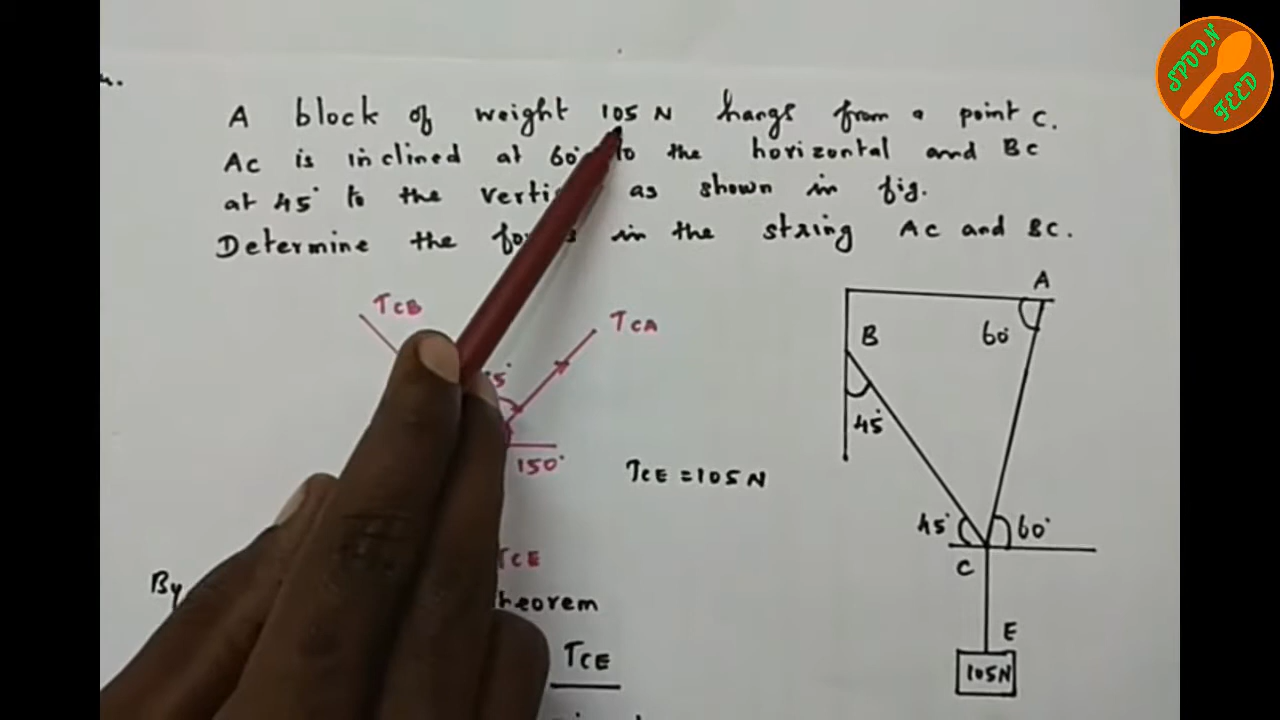 SPOON
FEED
A block of weight 105 N hangs from a point C.
AC is inclined at 60° to the horizontal and BC
at 45° to the as shown in fig.
Determine the in the string AC and BC.
TCB
TCA
A
60°
B
45°
150°
TCE = 105 N
45°
60°
C
TCE
By
E
TCE
105N